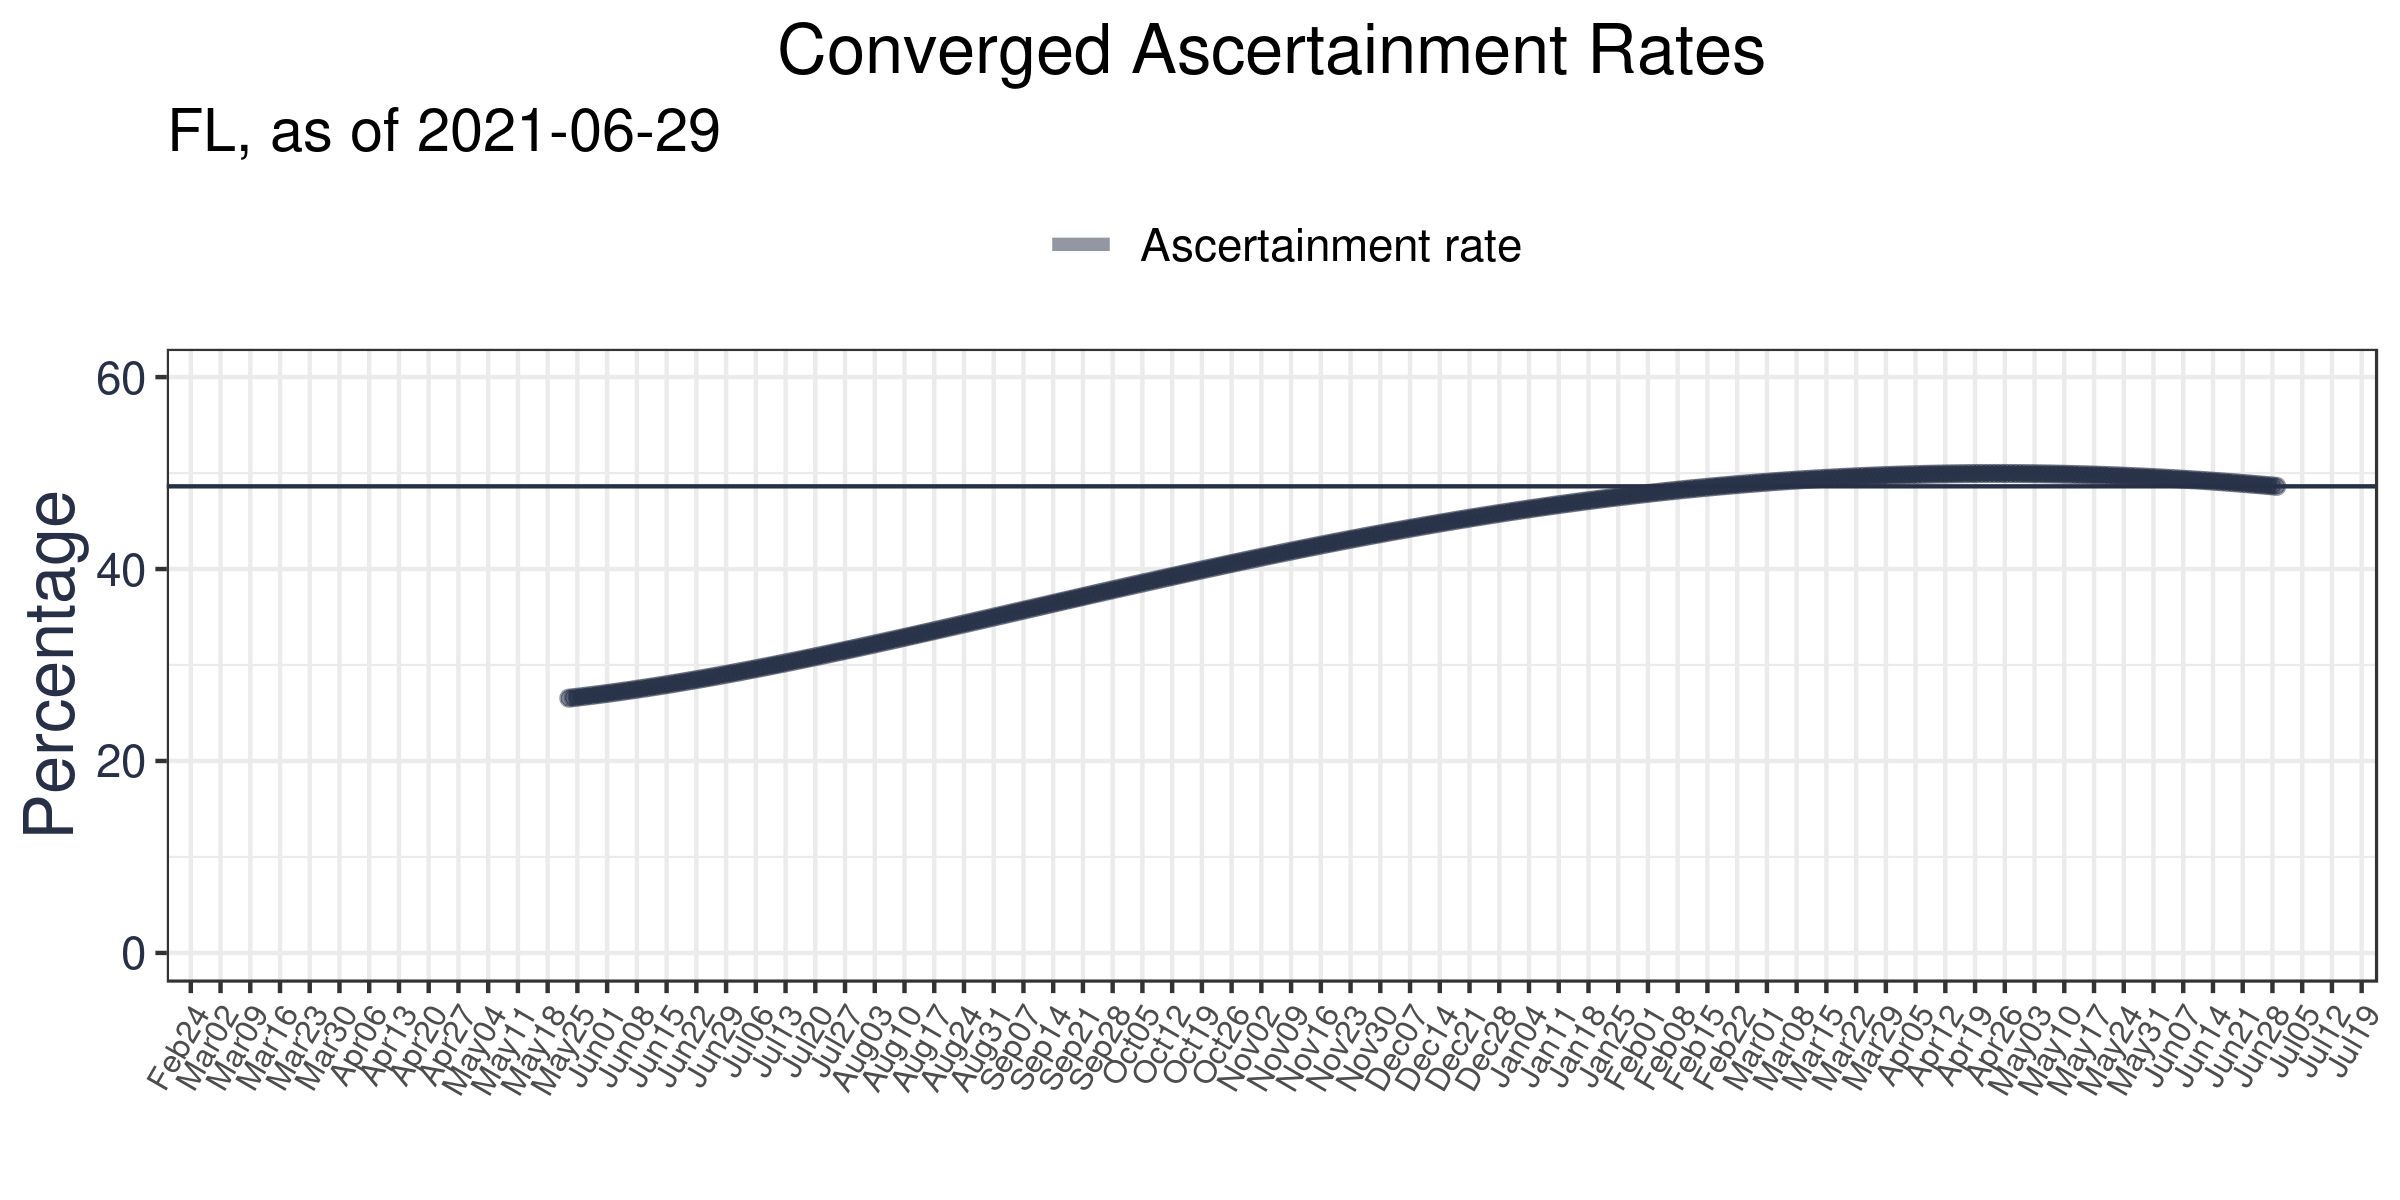 Converged Ascertainment Rates
FL, as of 2021-06-29
Ascertainment rate
Percentage
60
40
20
0
Feb24
Mar02
Mar09
Mar16
Mar23
Mar30
Apr06
Apr13
Apr20
Apr27
May04
May11
May18
May25
Jun01
Jun08
Jun15
Jun22
Jun29
Jul06
Jul13
Jul20
Jul27
Aug03
Aug10
Aug17
Aug24
Aug31
Sep07
Sep14
Sep21
Sep28
Oct05
Oct12
Oct19
Oct26
Nov02
Nov09
Nov16
Nov23
Nov30
Dec07
Dec14
Dec21
Dec28
Jan04
Jan11
Jan18
Jan25
Feb01
Feb08
Feb15
Feb22
Mar01
Mar08
Mar15
Mar22
Mar29
Apr05
Apr12
Apr19
Apr26
May03
May10
May17
May24
May31
Jun07
Jun14
Jun21
Jun28
Jul05
Jul12
Jul19